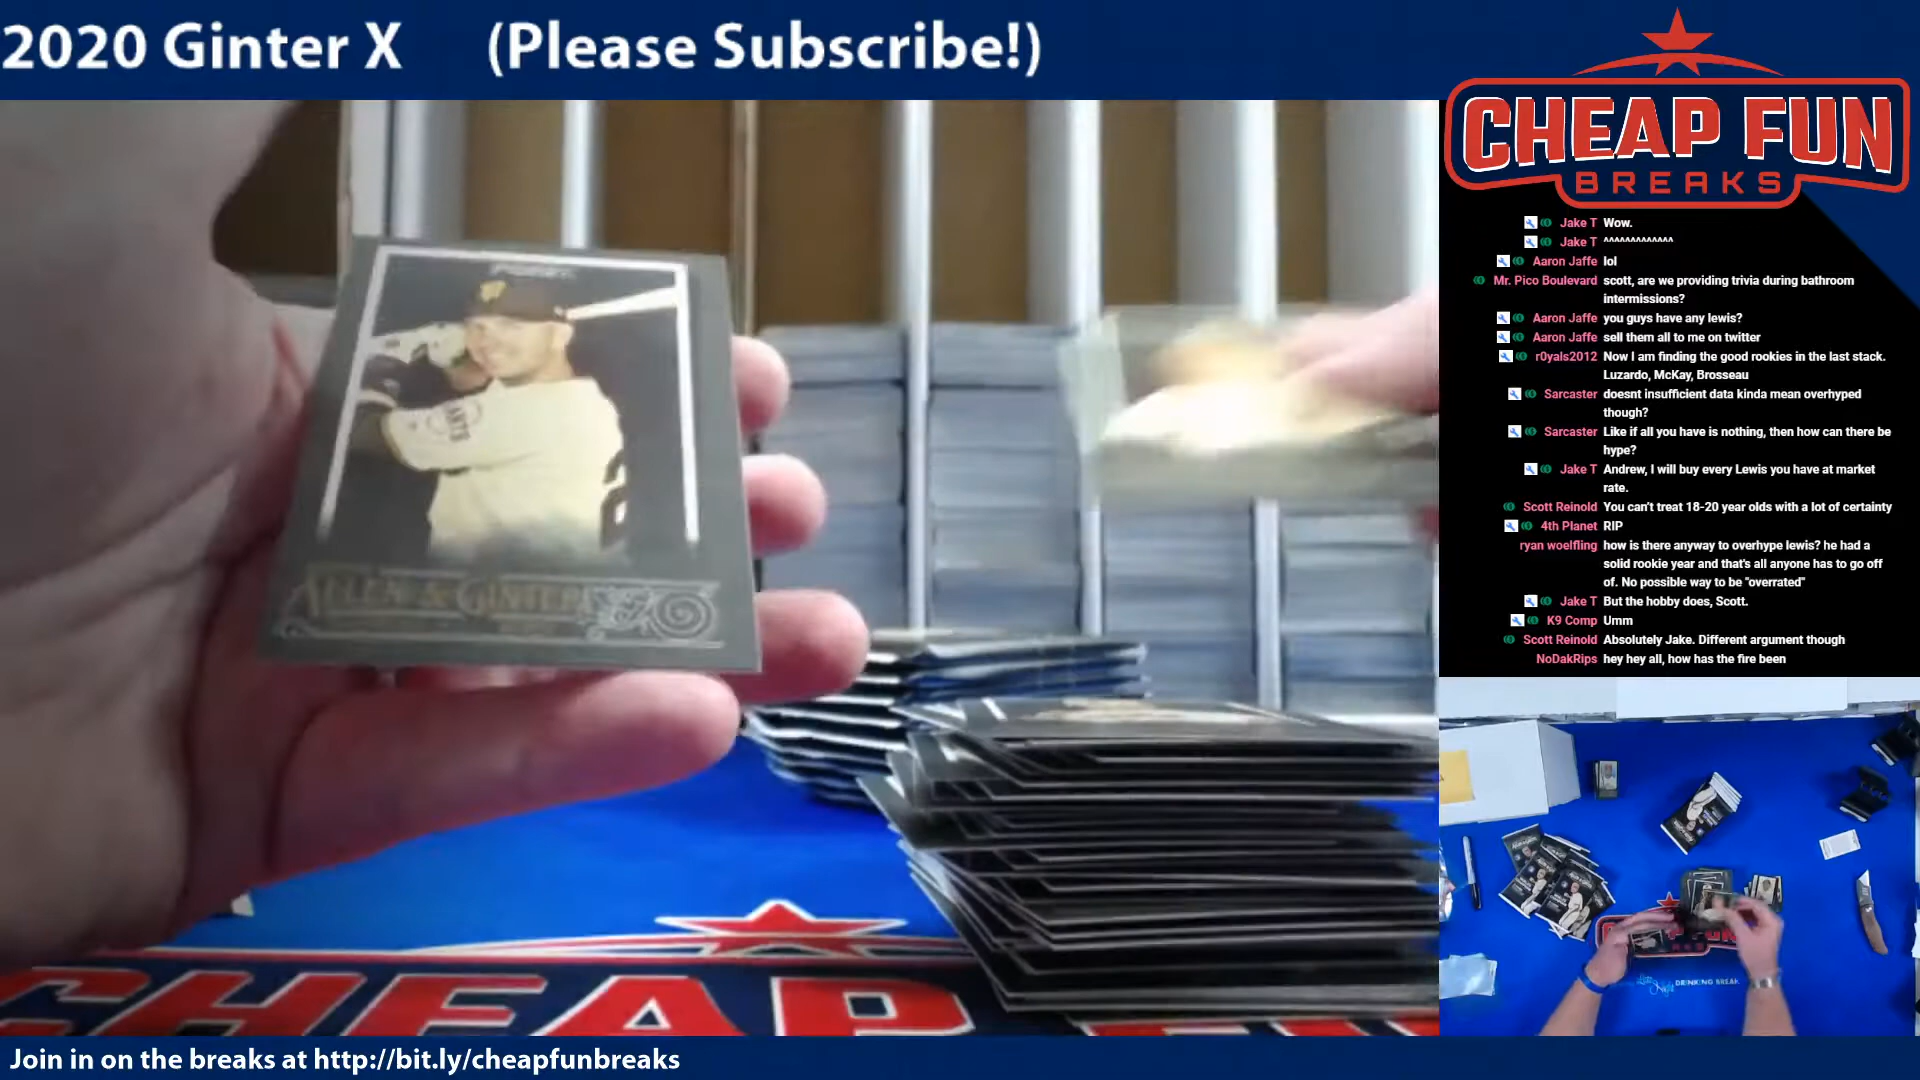 2020 Ginter X (Please Subscribe!)
CHEAP FUN
BREAKS
Jake T Wow.
Jake T ^^^^^^^^^^^^^
Aaron Jaffe lol
Mr. Pico Boulevard scott, are we providing trivia during bathroom
intermissions?
Aaron Jaffe you guys have any lewis?
Aaron Jaffe sell them all to me on twitter
r0yals2012 Now I am finding the good rookies in the last stack.
Luzardo, McKay, Brosseau
Sarcaster doesnt insufficient data kinda mean overhyped
though?
Sarcaster Like if all you have is nothing, then how can there be
hype?
Jake T Andrew, I will buy every Lewis you have at market
rate.
Scott Reinold You can't treat 18-20 year olds with a lot of certainty
4th Planet RIP
ryan woelfling how is there anyway to overhype lewis? he had a
solid rookie year and that's all anyone has to go off
of. No possible way to be "overrated"
Jake T But the hobby does, Scott.
K9 Comp Umm
Scott Reinold Absolutely Jake. Different argument though
NoDakRips hey hey all, how has the fire been
ALLEN & GINTER
CHEAP
DRINKING BREAK
Join in on the breaks at http://bit.ly/cheapfunbreaks